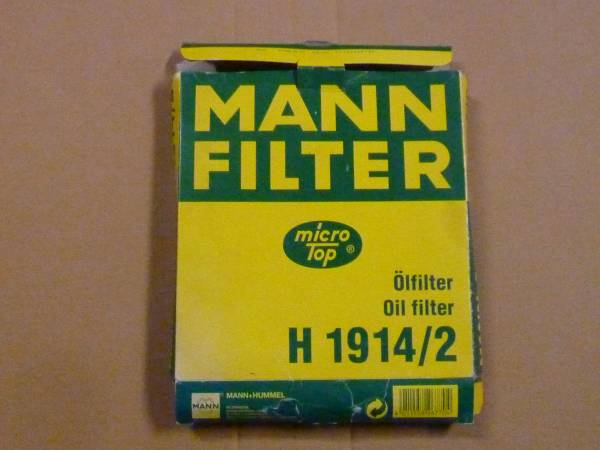 MANN
FILTER
micro
Top ®
Ölfilter
Oil filter
H 1914/2
MANN+HUMMEL
MANN